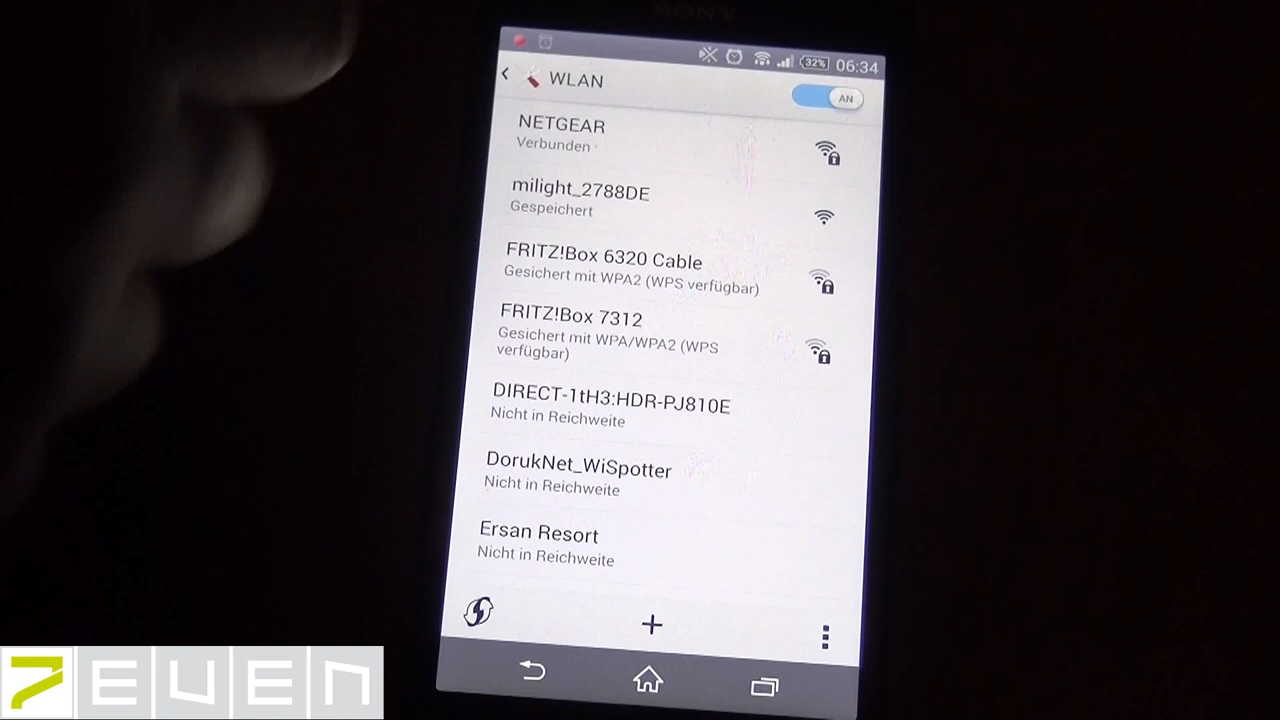 SONY
32% 06:34
WLAN
AN
NETGEAR
Verbunden
milight_2788DE
Gespeichert
FRITZ!Box 6320 Cable
Gesichert mit WPA2 (WPS verfügbar)
FRITZ!Box 7312
Gesichert mit WPA/WPA2 (WPS
verfügbar)
DIRECT-1tH3:HDR-PJ810E
Nicht in Reichweite
DorukNet_WiSpotter
Nicht in Reichweite
Ersan Resort
Nicht in Reichweite
7EVEN